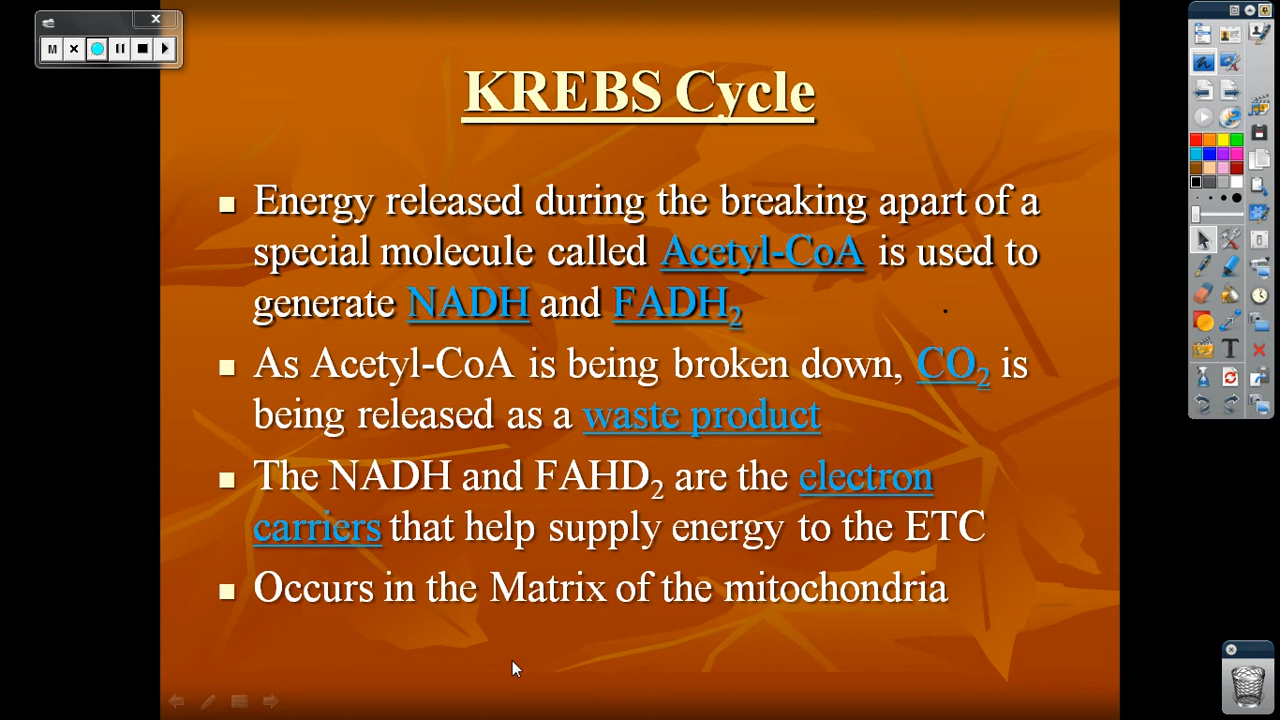 M
KREBS Cycle
Energy released during the breaking apart of a
special molecule called Acetyl-CoA is used to
generate NADH and FADH₂
As Acetyl-CoA is being broken down, CO₂ is
being released as a waste product
The NADH and FAHD₂ are the electron
carriers that help supply energy to the ETC
Occurs in the Matrix of the mitochondria